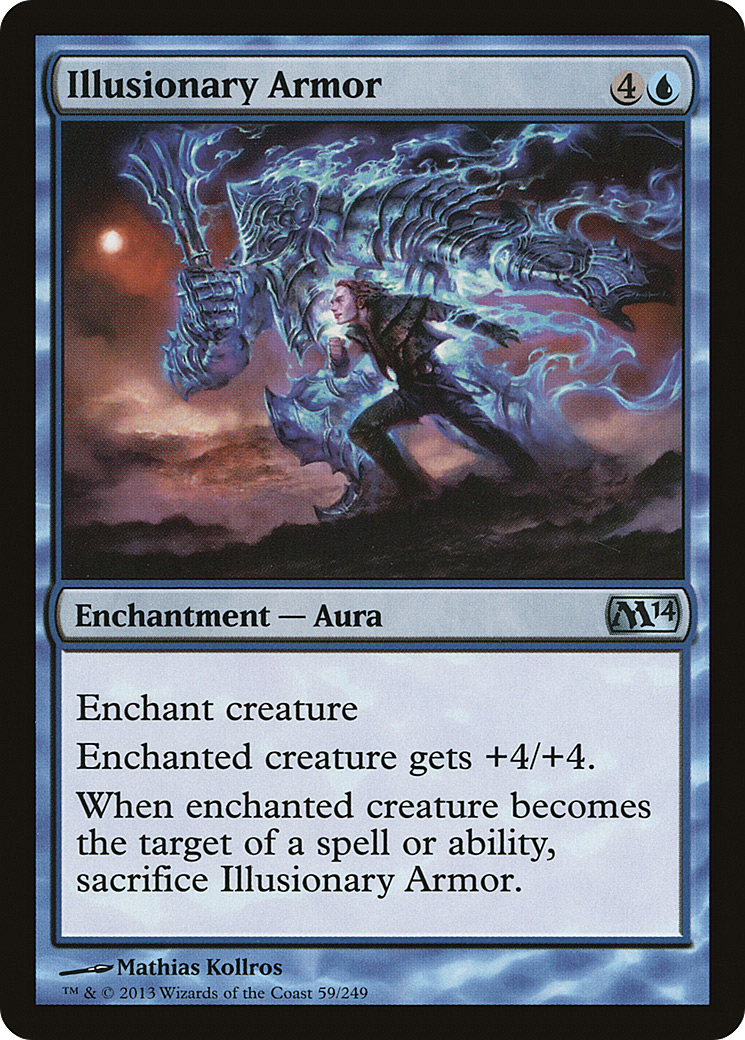 Illusionary Armor 4
Enchantment — Aura M14
Enchant creature
Enchanted creature gets +4/+4.
When enchanted creature becomes
the target of a spell or ability,
sacrifice Illusionary Armor.
Mathias Kollros
™ & © 2013 Wizards of the Coast 59/249